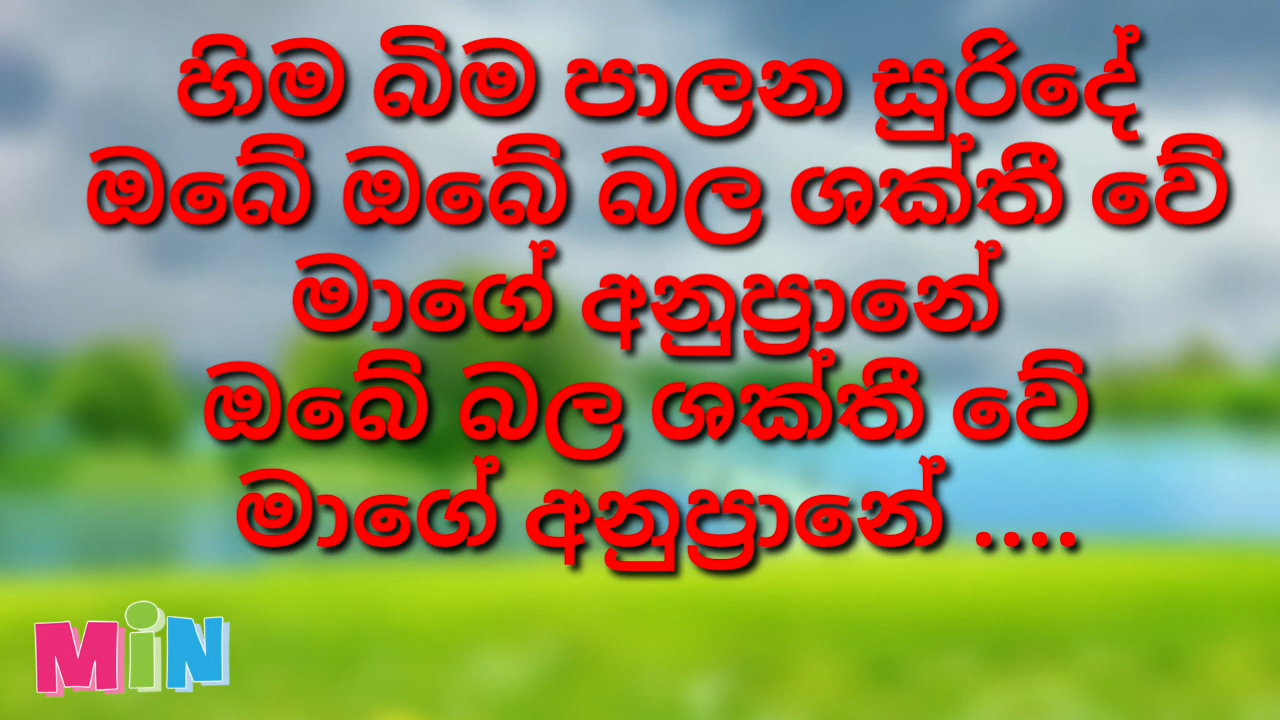 හිම බිම පාලන සුරිදේ
ඔබේ ඔබේ බල ශක්තී වේ
මාගේ අනුප්‍රානේ
ඔබේ බල ශක්තී වේ
මාගේ අනුප්‍රානේ ....
MiN